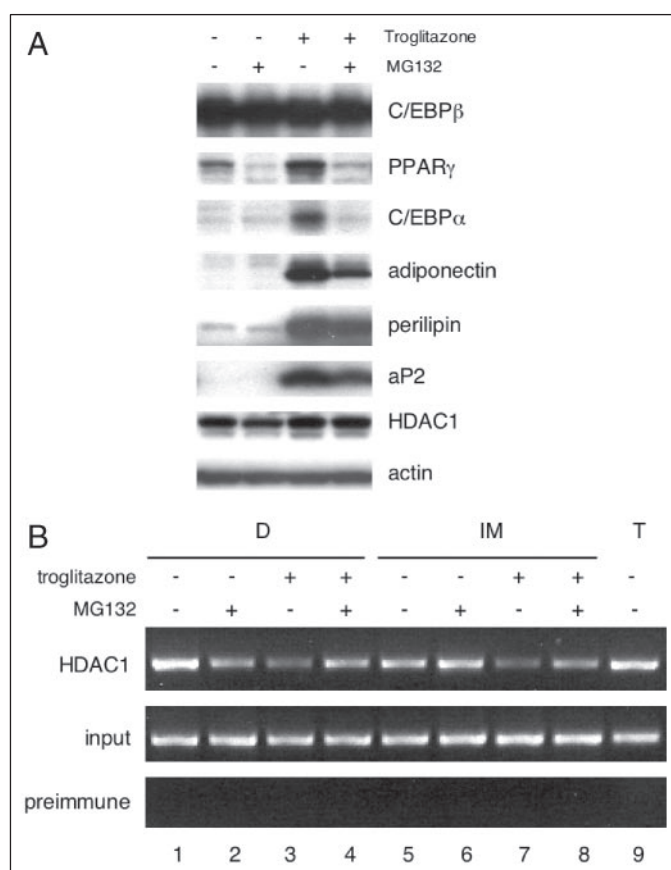 A
- - + + Troglitazone
- + - + MG132
C/EBPβ
PPARγ
C/EBPα
adiponectin
perilipin
aP2
HDAC1
actin
B
D IM T
troglitazone - - + + - - + + -
MG132 - + - + - + - + -
HDAC1
input
preimmune
1 2 3 4 5 6 7 8 9